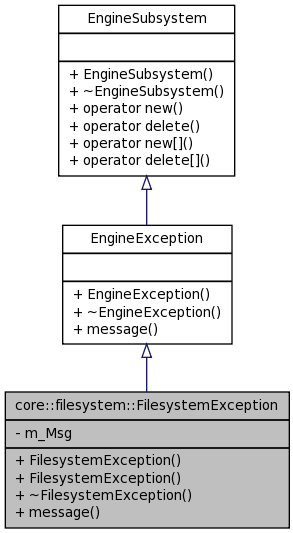 EngineSubsystem
+ EngineSubsystem()
+ ~EngineSubsystem()
+ operator new()
+ operator delete()
+ operator new[]()
+ operator delete[]()
EngineException
+ EngineException()
+ ~EngineException()
+ message()
core::filesystem::FilesystemException
- m_Msg
+ FilesystemException()
+ FilesystemException()
+ ~FilesystemException()
+ message()